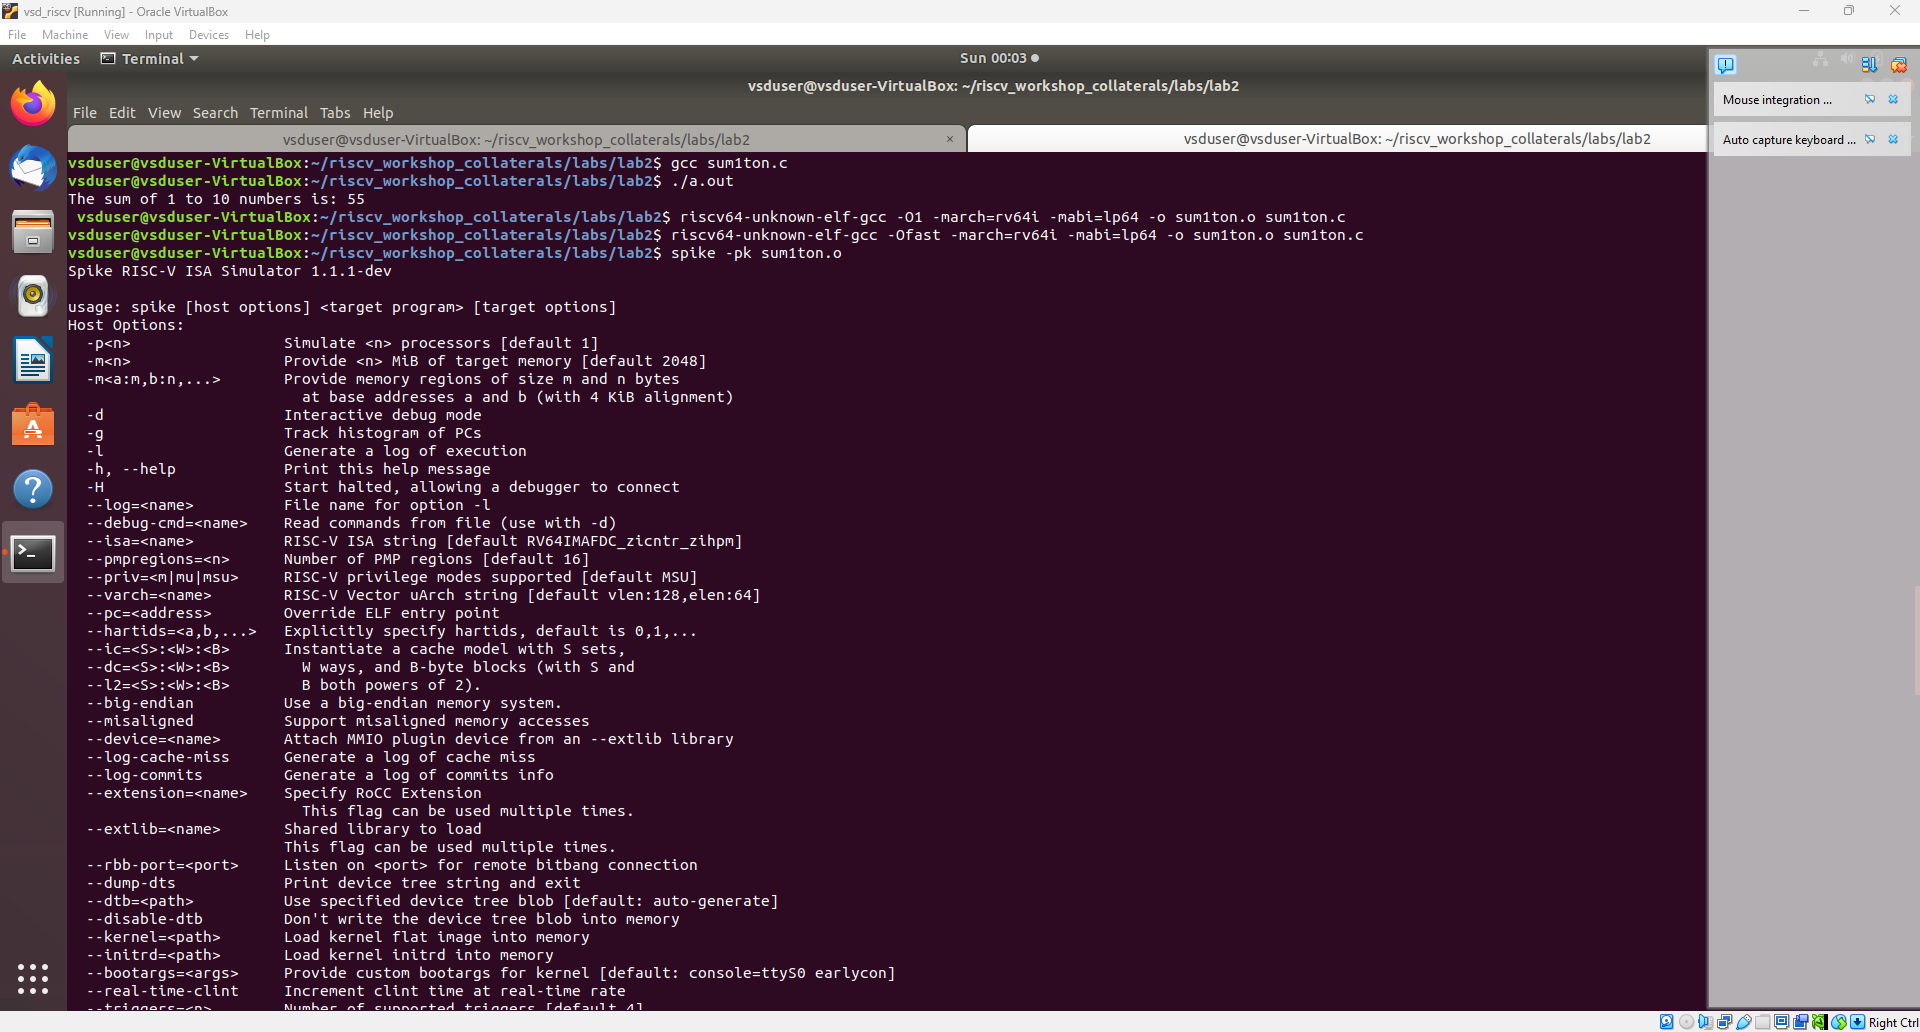 vsd_riscv [Running] - Oracle VirtualBox
File Machine View Input Devices Help
Activities Terminal Sun 00:03
vsduser@vsduser-VirtualBox: ~/riscv_workshop_collaterals/labs/lab2
File Edit View Search Terminal Tabs Help
vsduser@vsduser-VirtualBox: ~/riscv_workshop_collaterals/labs/lab2 × vsduser@vsduser-VirtualBox: ~/riscv_workshop_collaterals/labs/lab2
Mouse integration ...
Auto capture keyboard ...
vsduser@vsduser-VirtualBox:~/riscv_workshop_collaterals/labs/lab2$ gcc sum1ton.c
vsduser@vsduser-VirtualBox:~/riscv_workshop_collaterals/labs/lab2$ ./a.out
The sum of 1 to 10 numbers is: 55
vsduser@vsduser-VirtualBox:~/riscv_workshop_collaterals/labs/lab2$ riscv64-unknown-elf-gcc -O1 -march=rv64i -mabi=lp64 -o sum1ton.o sum1ton.c
vsduser@vsduser-VirtualBox:~/riscv_workshop_collaterals/labs/lab2$ riscv64-unknown-elf-gcc -Ofast -march=rv64i -mabi=lp64 -o sum1ton.o sum1ton.c
vsduser@vsduser-VirtualBox:~/riscv_workshop_collaterals/labs/lab2$ spike -pk sum1ton.o
Spike RISC-V ISA Simulator 1.1.1-dev
usage: spike [host options] <target program> [target options]
Host Options:
-p<n> Simulate <n> processors [default 1]
-m<n> Provide <n> MiB of target memory [default 2048]
-m<a:m,b:n,...> Provide memory regions of size m and n bytes
at base addresses a and b (with 4 KiB alignment)
-d Interactive debug mode
-g Track histogram of PCs
-l Generate a log of execution
-h, --help Print this help message
-H Start halted, allowing a debugger to connect
--log=<name> File name for option -l
--debug-cmd=<name> Read commands from file (use with -d)
--isa=<name> RISC-V ISA string [default RV64IMAFDC_zicntr_zihpm]
--pmpregions=<n> Number of PMP regions [default 16]
--priv=<m|mu|msu> RISC-V privilege modes supported [default MSU]
--varch=<name> RISC-V Vector uArch string [default vlen:128,elen:64]
--pc=<address> Override ELF entry point
--hartids=<a,b,...> Explicitly specify hartids, default is 0,1,...
--ic=<S>:<W>:<B> Instantiate a cache model with S sets,
--dc=<S>:<W>:<B> W ways, and B-byte blocks (with S and
--l2=<S>:<W>:<B> B both powers of 2).
--big-endian Use a big-endian memory system.
--misaligned Support misaligned memory accesses
--device=<name> Attach MMIO plugin device from an --extlib library
--log-cache-miss Generate a log of cache miss
--log-commits Generate a log of commits info
--extension=<name> Specify RoCC Extension
This flag can be used multiple times.
--extlib=<name> Shared library to load
This flag can be used multiple times.
--rbb-port=<port> Listen on <port> for remote bitbang connection
--dump-dts Print device tree string and exit
--dtb=<path> Use specified device tree blob [default: auto-generate]
--disable-dtb Don't write the device tree blob into memory
--kernel=<path> Load kernel flat image into memory
--initrd=<path> Load kernel initrd into memory
--bootargs=<args> Provide custom bootargs for kernel [default: console=ttyS0 earlycon]
--real-time-clint Increment clint time at real-time rate
--triggers=<n> Number of supported triggers [default 4]
Right Ctrl